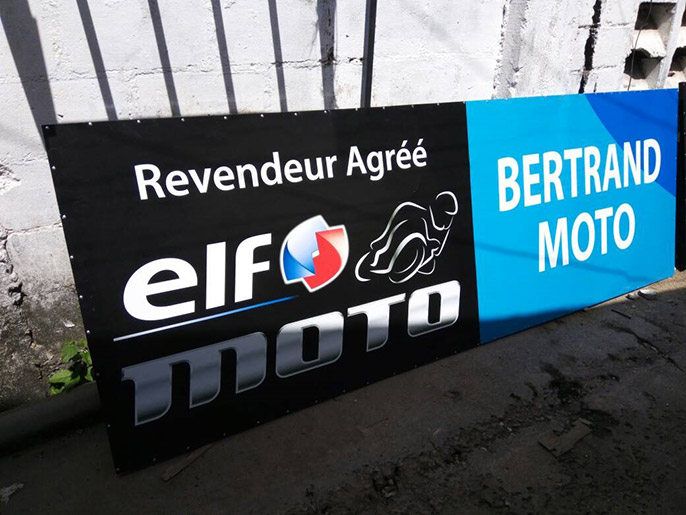 Revendeur Agréé
elf
MOTO
BERTRAND
MOTO